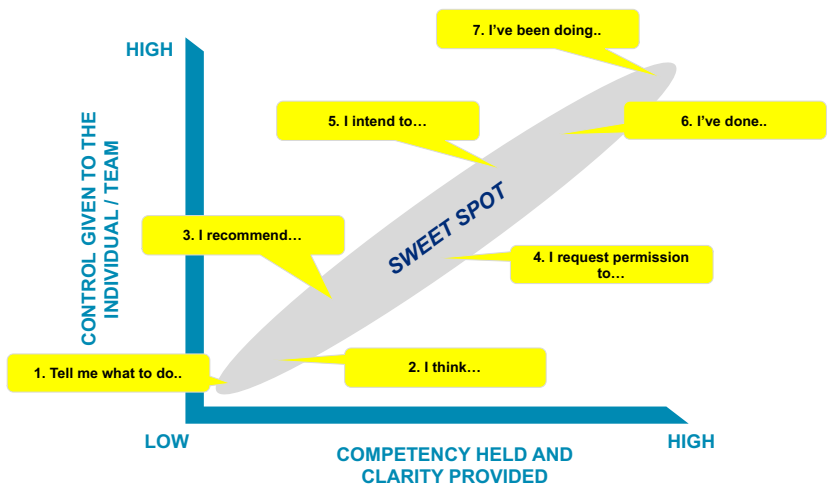 7. I've been doing..
HIGH
5. I intend to…
6. I've done..
CONTROL GIVEN TO THE
INDIVIDUAL / TEAM
SWEET SPOT
3. I recommend…
4. I request permission
to…
1. Tell me what to do..
2. I think…
LOW
HIGH
COMPETENCY HELD AND
CLARITY PROVIDED